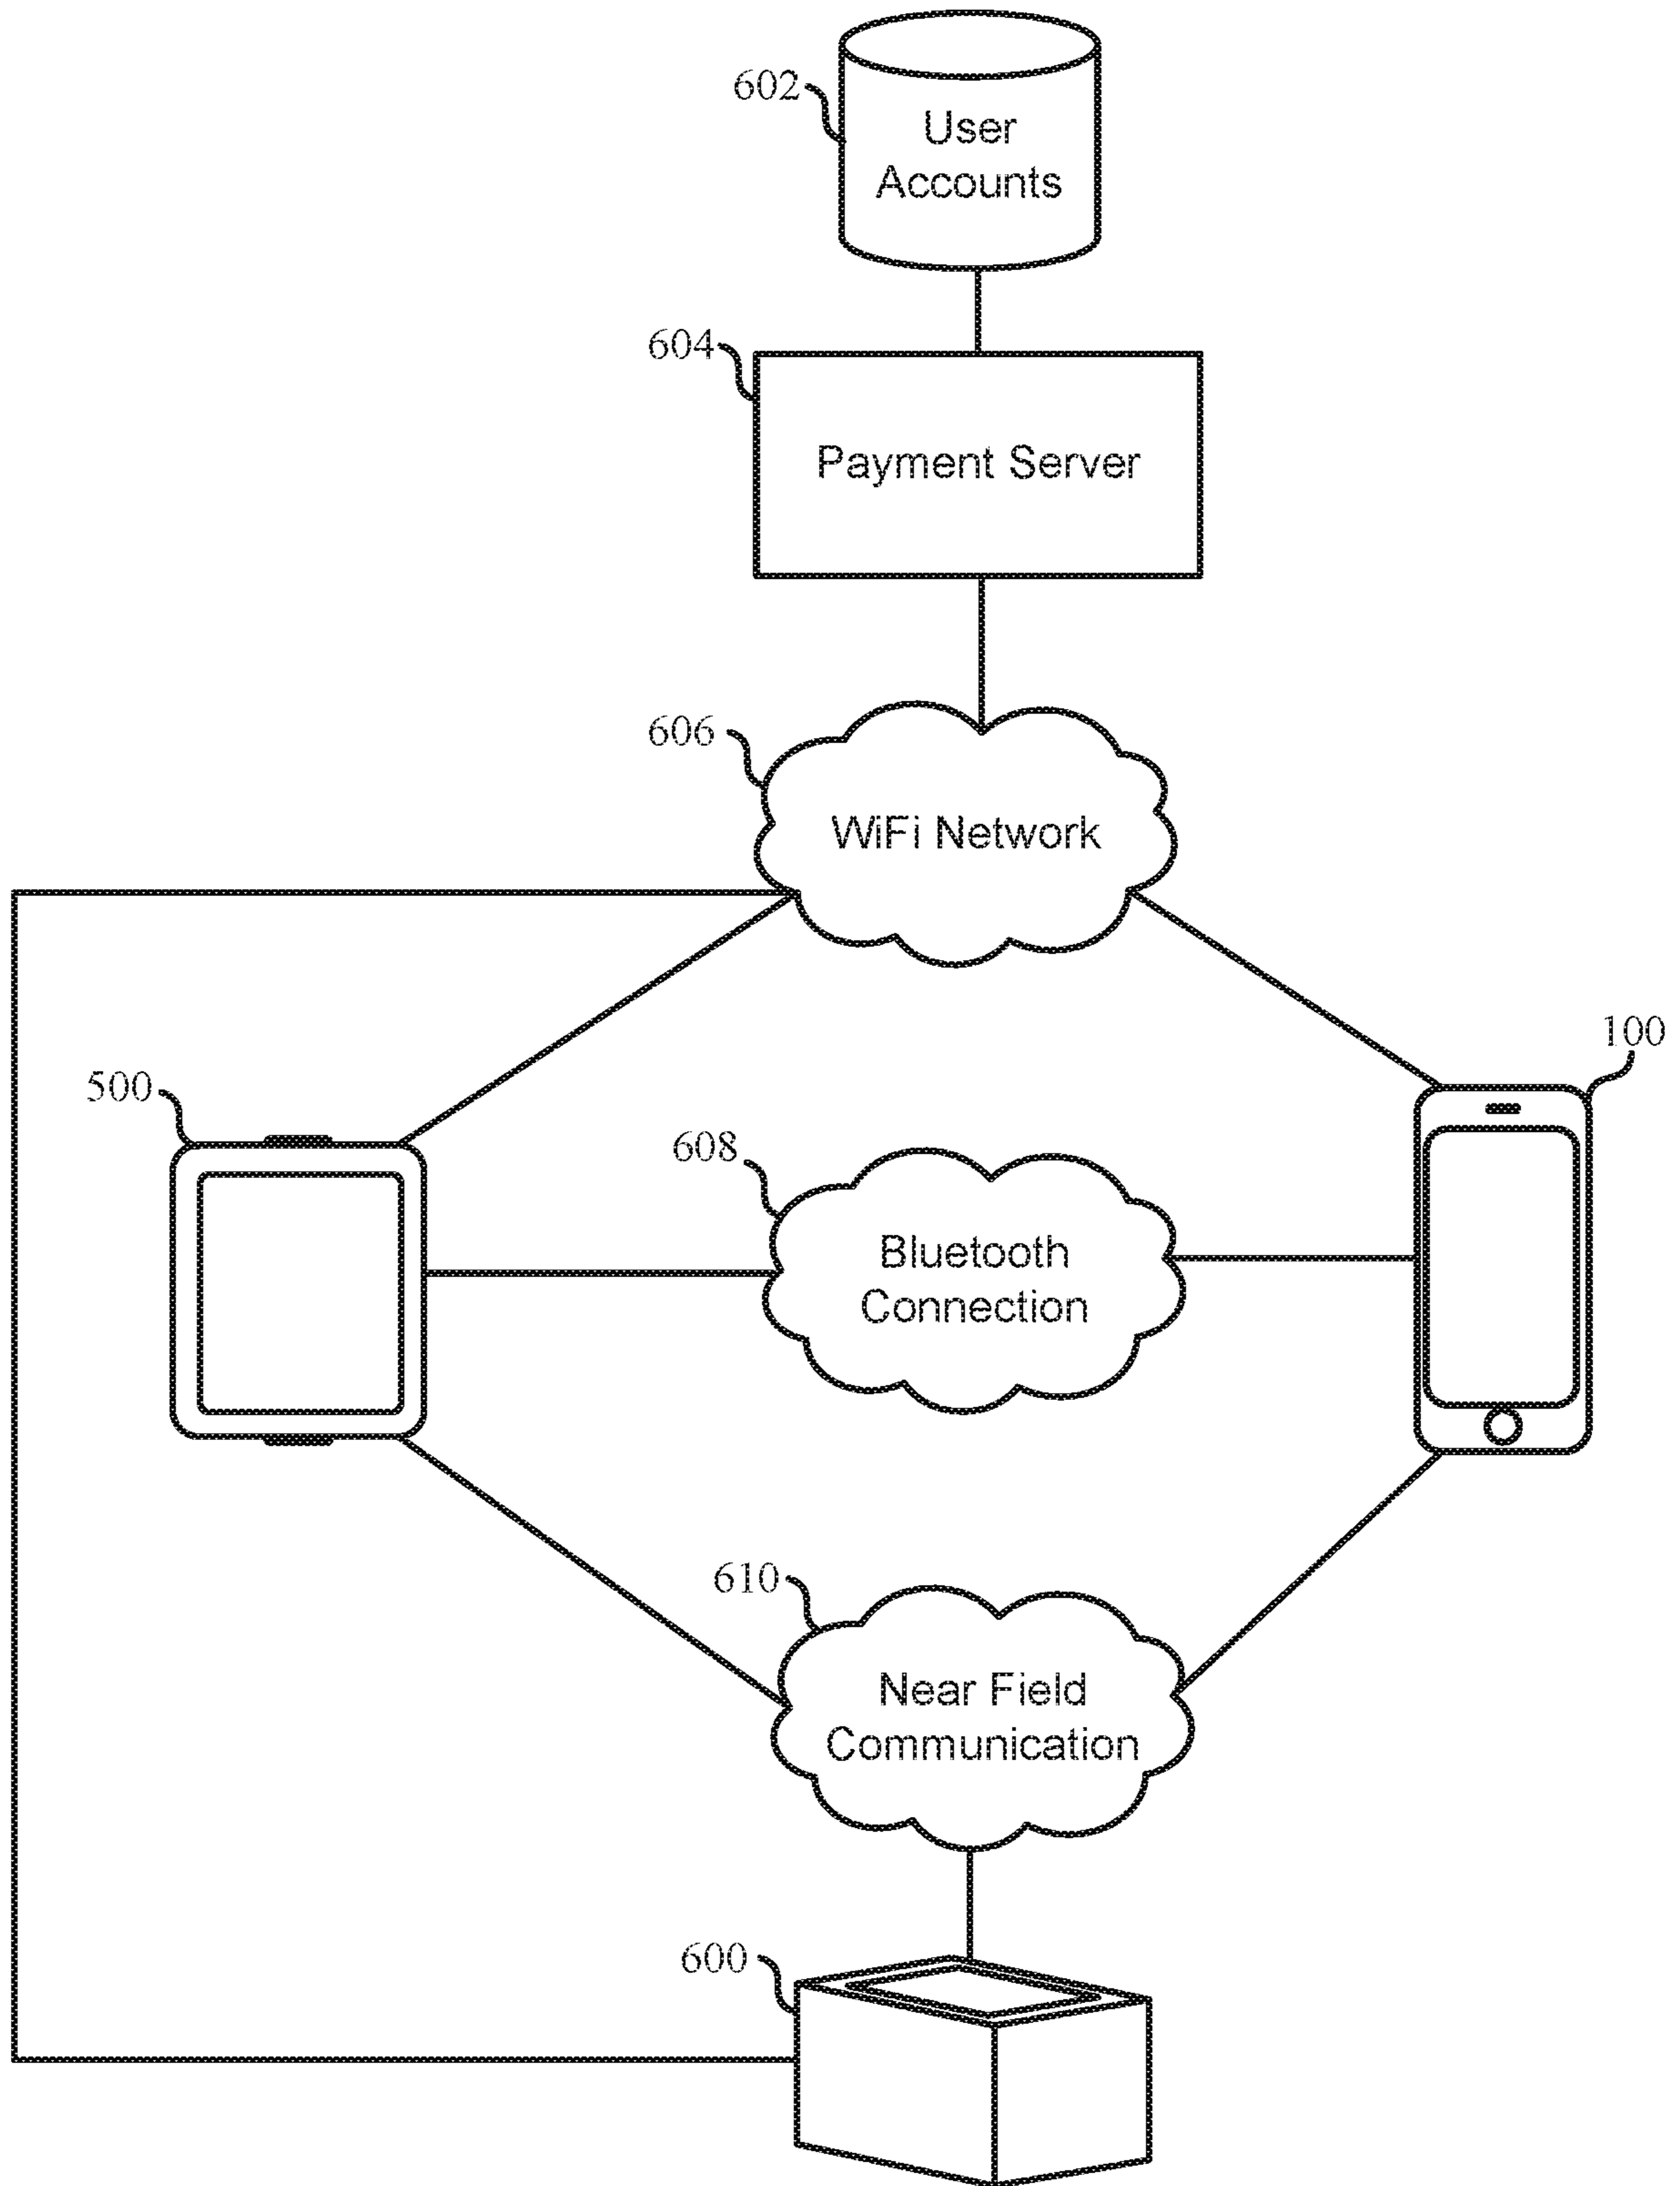 602
User
Accounts
604
Payment Server
606
WiFi Network
100
500
608
Bluetooth
Connection
610
Near Field
Communication
600